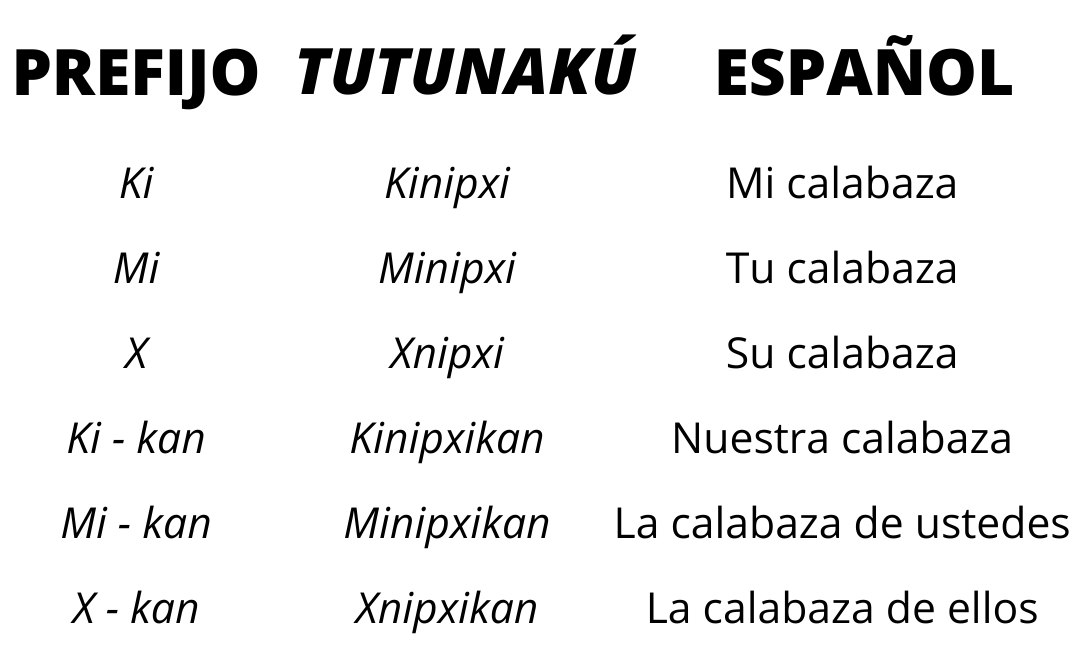 PREFIJO TUTUNAKÚ ESPAÑOL
Ki Kinipxi Mi calabaza
Mi Minipxi Tu calabaza
X Xnipxi Su calabaza
Ki - kan Kinipxikan Nuestra calabaza
Mi - kan Minipxikan La calabaza de ustedes
X - kan Xnipxikan La calabaza de ellos